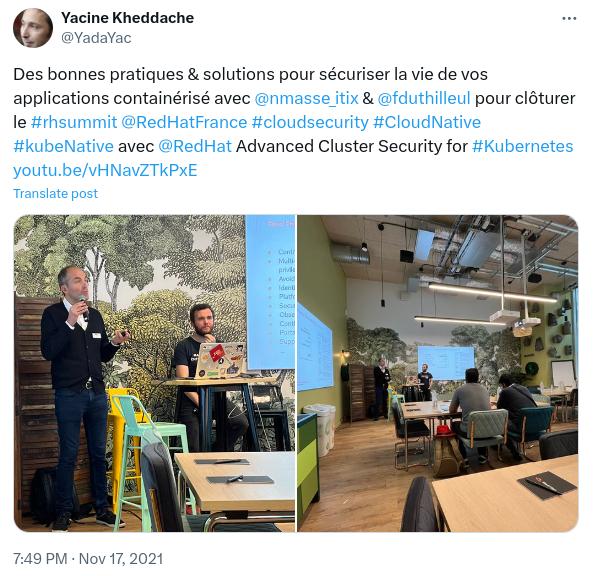 Yacine Kheddache
@YadaYac
Des bonnes pratiques & solutions pour sécuriser la vie de vos
applications containérisé avec @nmasse_itix & @fduthilleul pour clôturer
le #rhsummit @RedHatFrance #cloudsecurity #CloudNative
#kubeNative avec @RedHat Advanced Cluster Security for #Kubernetes
youtu.be/vHNavZTkPxE
Translate post
7:49 PM · Nov 17, 2021